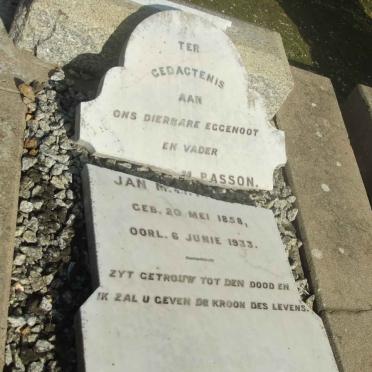 TER
GEDACTENIS
AAN
ONS DIERBARE EGGENOOT
EN VADER
JAN M. PASSON.
GEB. 20 MEI 1858,
OORL. 6 JUNIE 1933.
ZYT GETROUW TOT DEN DOOD EN
IK ZAL U GEVEN DE KROON DES LEVENS.